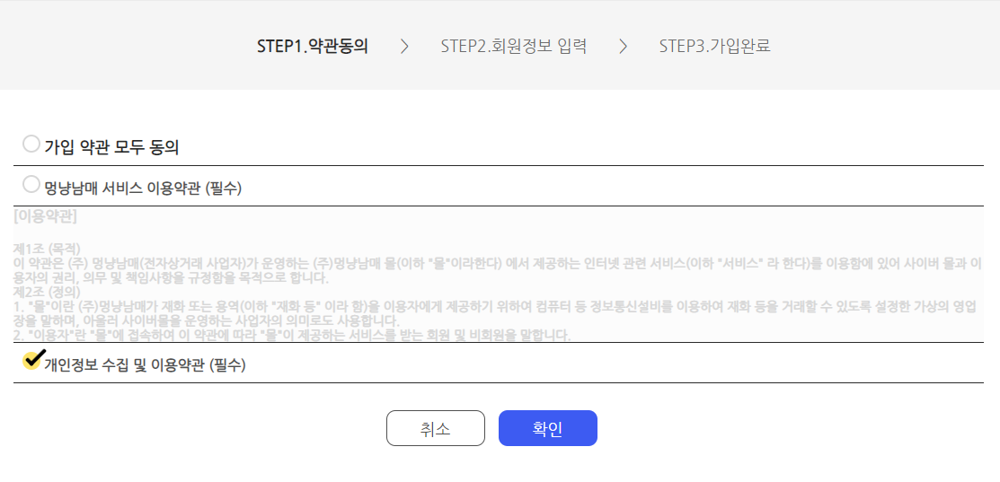 STEP1.약관동의 > STEP2.회원정보 입력 > STEP3.가입완료
가입 약관 모두 동의
멍냥남매 서비스 이용약관 (필수)
[이용약관]
제1조 (목적)
이 약관은 (주) 멍냥남매(전자상거래 사업자)가 운영하는 (주)멍냥남매 몰(이하 "몰"이라한다) 에서 제공하는 인터넷 관련 서비스(이하 "서비스" 라 한다)를 이용함에 있어 사이버 몰과 이
용자의 권리, 의무 및 책임사항을 규정함을 목적으로 합니다.
제2조 (정의)
1. "몰"이란 (주)멍냥남매가 재화 또는 용역(이하 "재화 등" 이라 함)을 이용자에게 제공하기 위하여 컴퓨터 등 정보통신설비를 이용하여 재화 등을 거래할 수 있도록 설정한 가상의 영업
장을 말하며, 아울러 사이버몰을 운영하는 사업자의 의미로도 사용합니다.
2. "이용자"란 "몰"에 접속하여 이 약관에 따라 "몰"이 제공하는 서비스를 받는 회원 및 비회원을 말합니다.
개인정보 수집 및 이용약관 (필수)
취소 확인